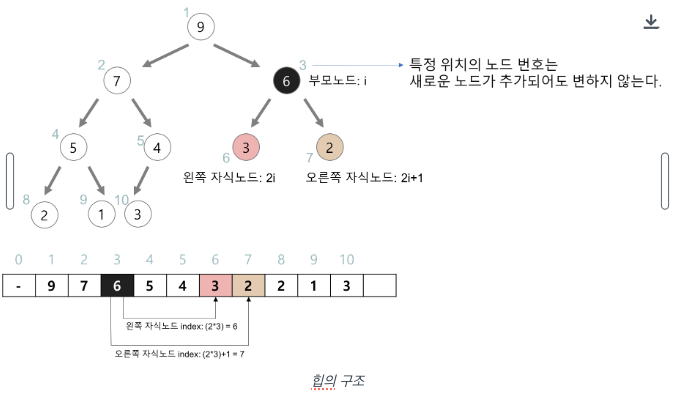 1
9
2
7
3
6
부모노드: i
특정 위치의 노드 번호는
새로운 노드가 추가되어도 변하지 않는다.
4
5
5
4
6
3
7
2
왼쪽 자식노드: 2i
오른쪽 자식노드: 2i+1
8
2
9
1
10
3
0 1 2 3 4 5 6 7 8 9 10
- 9 7 6 5 4 3 2 2 1 3
왼쪽 자식노드 index: (2*3) = 6
오른쪽 자식노드 index: (2*3)+1 = 7
힙의 구조